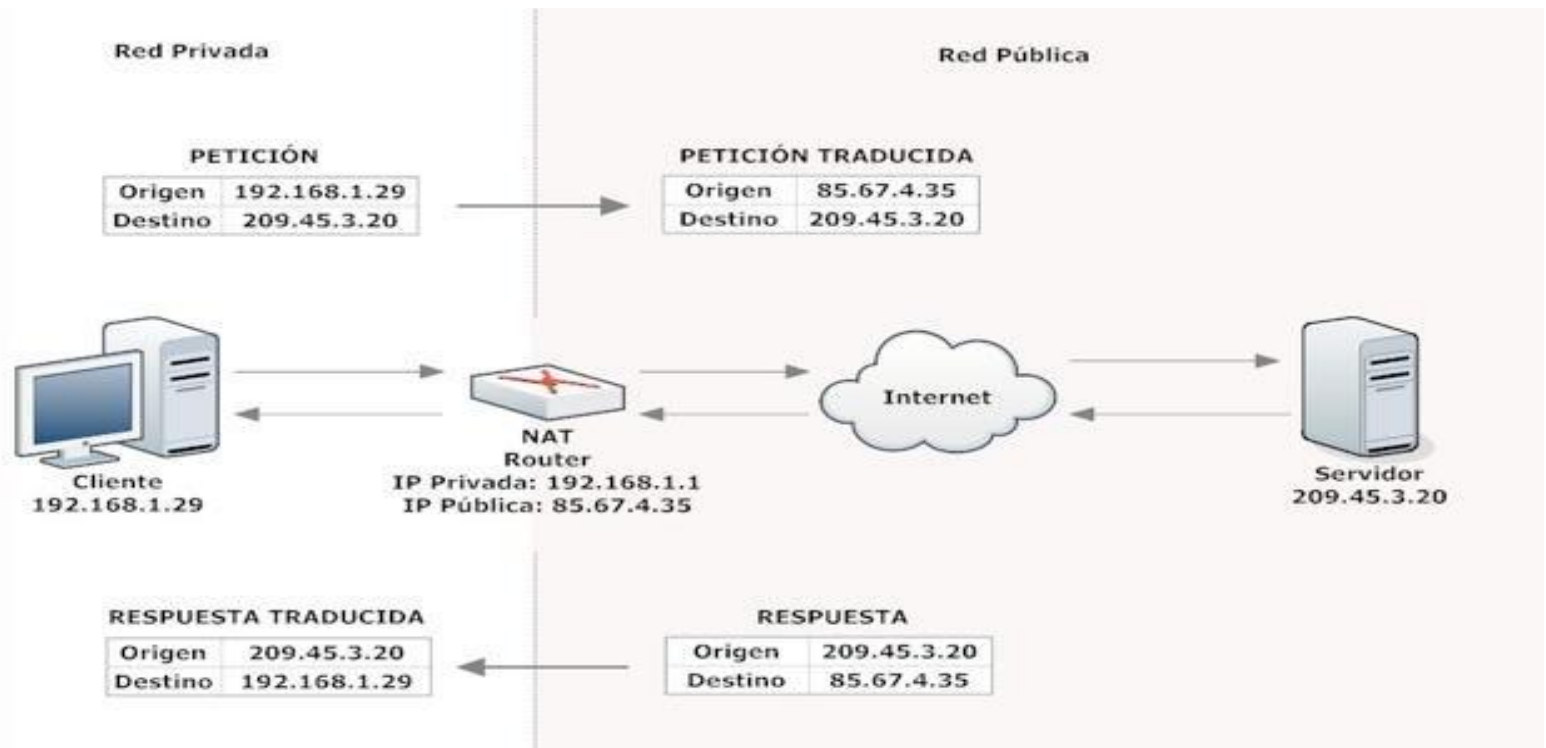 Red Privada
Red Pública
PETICIÓN
Origen 192.168.1.29
Destino 209.45.3.20
PETICIÓN TRADUCIDA
Origen 85.67.4.35
Destino 209.45.3.20
Cliente
192.168.1.29
NAT
Router
IP Privada: 192.168.1.1
IP Pública: 85.67.4.35
Internet
Servidor
209.45.3.20
RESPUESTA TRADUCIDA
Origen 209.45.3.20
Destino 192.168.1.29
RESPUESTA
Origen 209.45.3.20
Destino 85.67.4.35